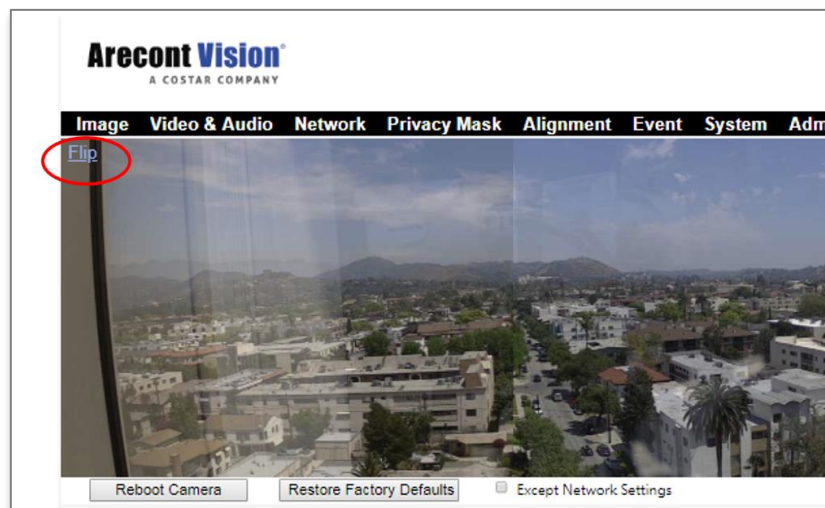 Arecont Vision®
A COSTAR COMPANY
Image Video & Audio Network Privacy Mask Alignment Event System Adm
Flip
Reboot Camera Restore Factory Defaults Except Network Settings